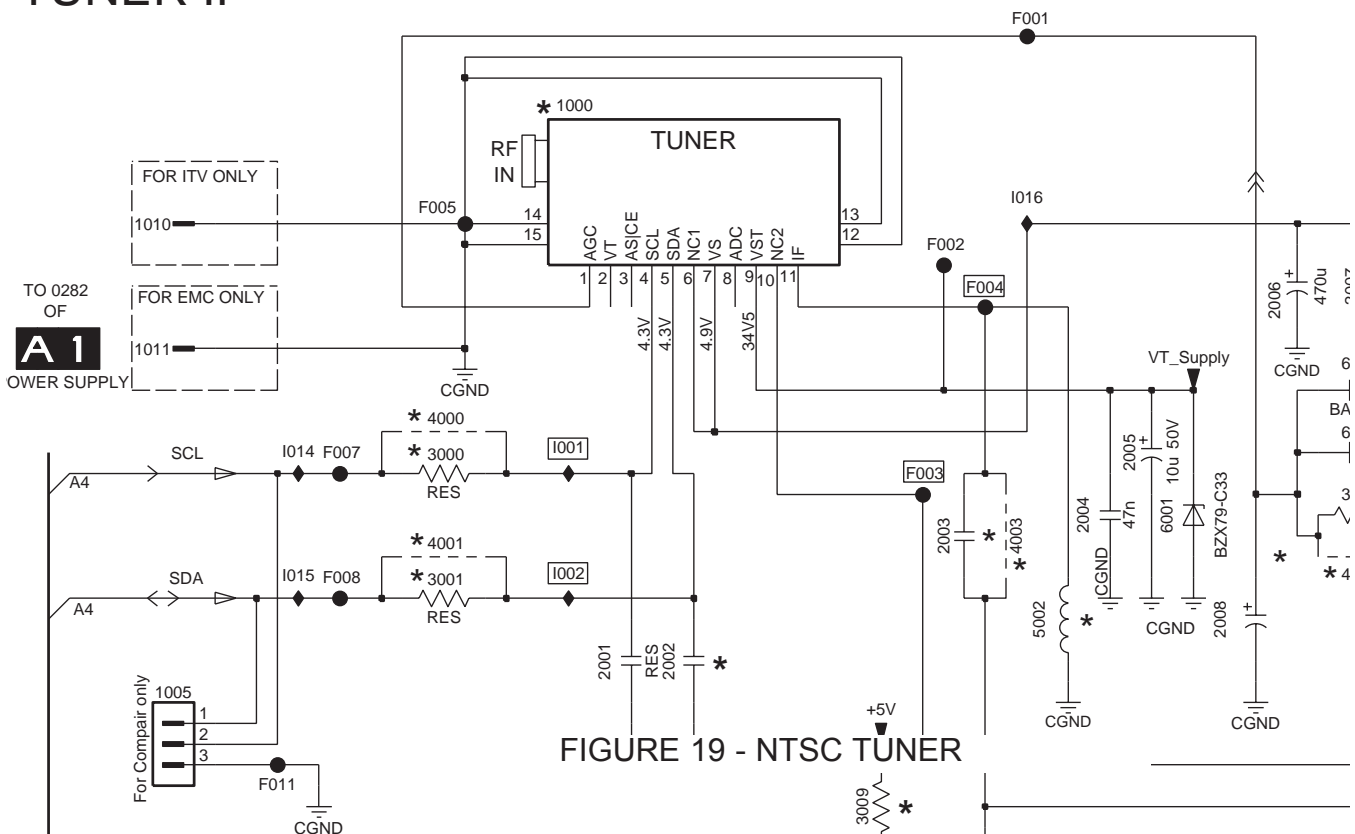 F001
* 1000
TUNER
RF
IN
FOR ITV ONLY
1010
F005
14
15
13
12
AGC
VT
AS|CE
SCL
SDA
NC1
VS
ADC
VST
NC2
IF
1
2
3
4
5
6
7
8
9
10
11
I016
F002
F004
TO 0282
OF
A 1
OWER SUPPLY
FOR EMC ONLY
1011
CGND
4.3V
4.3V
4.9V
34V5
2006
+
470u
CGND
VT_Supply
BA
* 4000
* 3000
RES
SCL
A4
I014
F007
I001
F003
2003
*
4003
*
2004
47n
CGND
2005
+
10u 50V
6001
BZX79-C33
CGND
*
* 4
* 4001
* 3001
RES
SDA
A4
I015
F008
I002
2001
RES
2002
*
5002
*
CGND
2008
+
CGND
For Compair only
1005
1
2
3
F011
CGND
+5V
FIGURE 19 - NTSC TUNER
3009
*